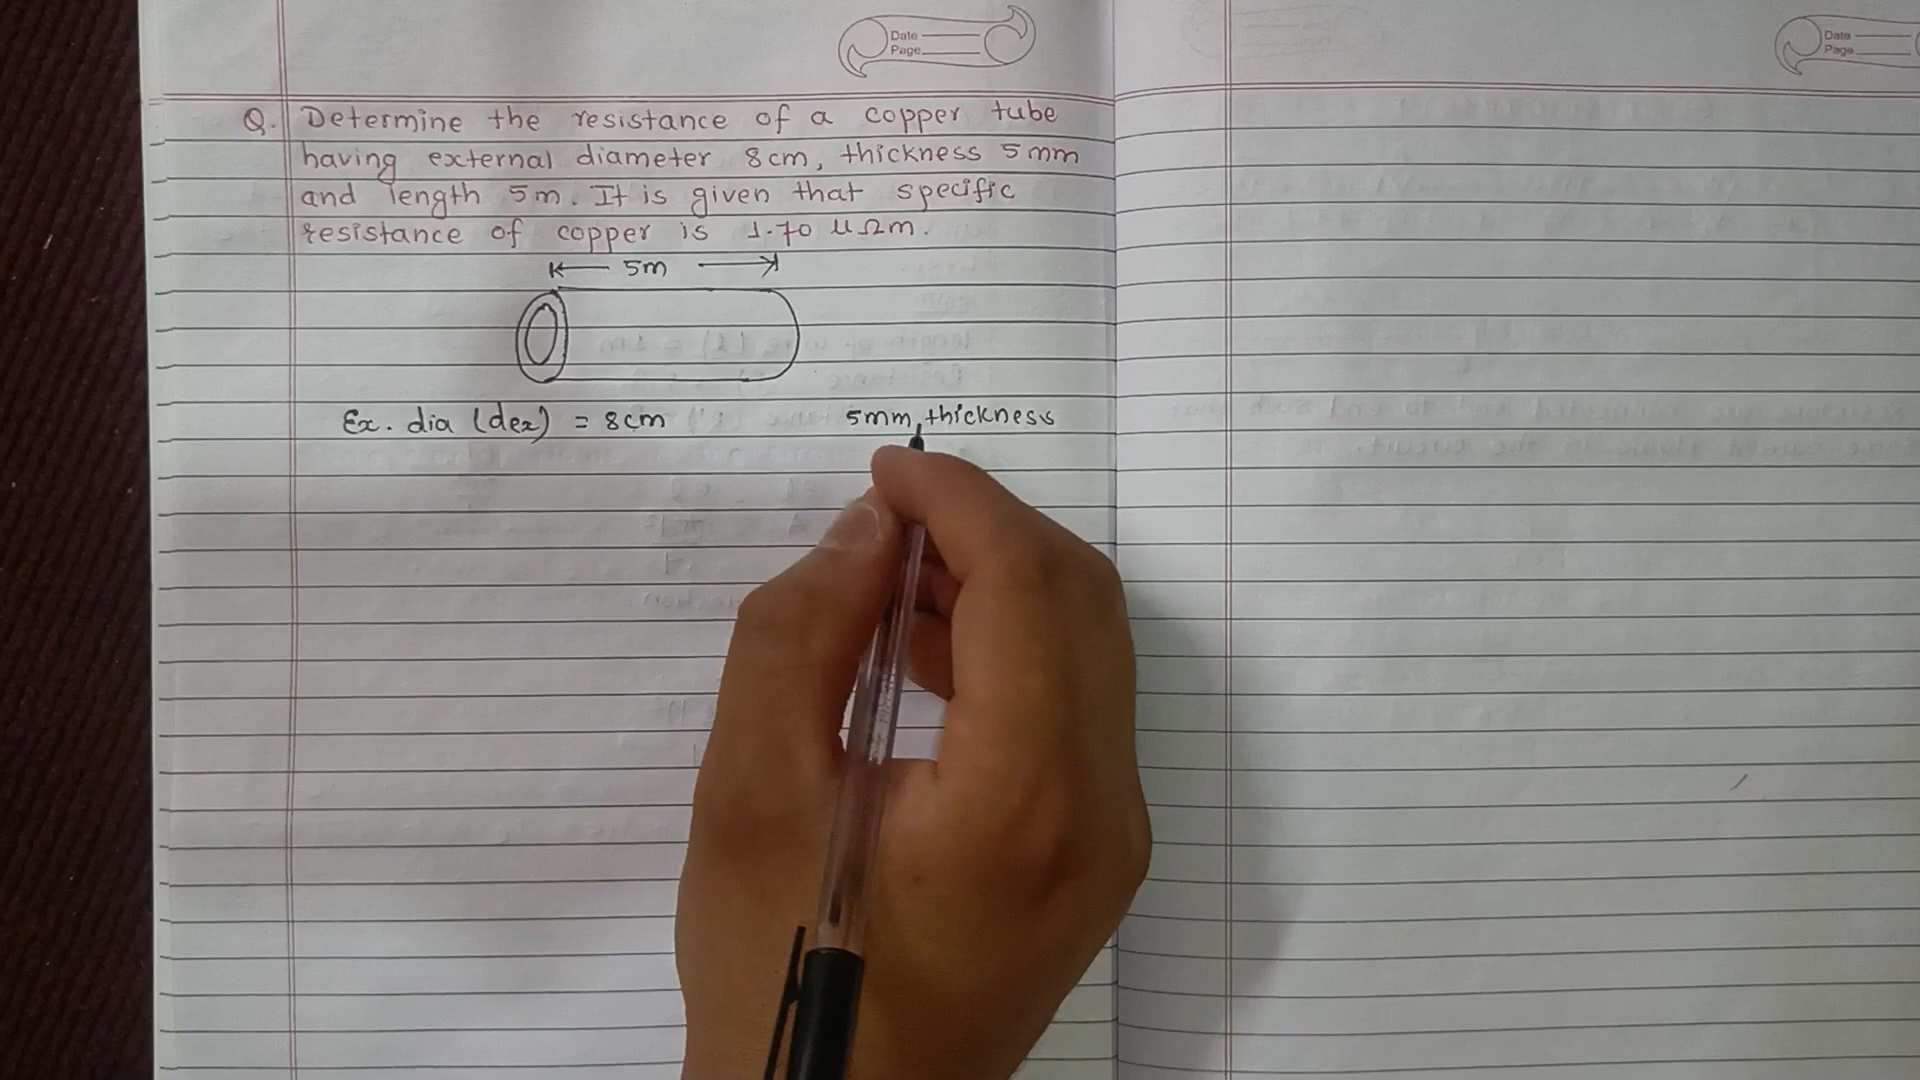 Date
Page
Date
Page
Q. Determine the resistance of a copper tube
having external diameter 8cm, thickness 5mm
and length 5m. It is given that specific
resistance of copper is 1.70 μΩm.
5m
Ex. dia (dex) = 8cm 5mm, thickness